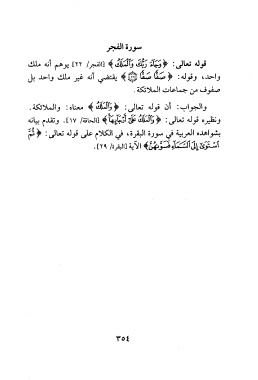 سورة الفجر
قوله تعالى: ﴿ وَجَآءَ رَبُّكَ وَٱلْمَلَكُ ﴾ [الفجر/ ٢٢] يوهم أنه ملك
واحد، وقوله: ﴿ صَفًّا صَفًّا ۝ ﴾ يقتضي أنه غير ملك واحد بل
صفوف من جماعات الملائكة.
والجواب: أن قوله تعالى: ﴿ وَٱلْمَلَكُ ﴾ معناه: والملائكة.
ونظيره قوله تعالى: ﴿ وَٱلْمَلَكُ عَلَىٰٓ أَرْجَآئِهَا ﴾ [الحاقة/ ١٧]. وتقدم بيانه
بشواهده العربية في سورة البقرة، في الكلام على قوله تعالى: ﴿ ثُمَّ
ٱسْتَوَىٰٓ إِلَى ٱلسَّمَآءِ فَسَوَّىٰهُنَّ ﴾ الآية [البقرة/ ٢٩].
٣٥٤